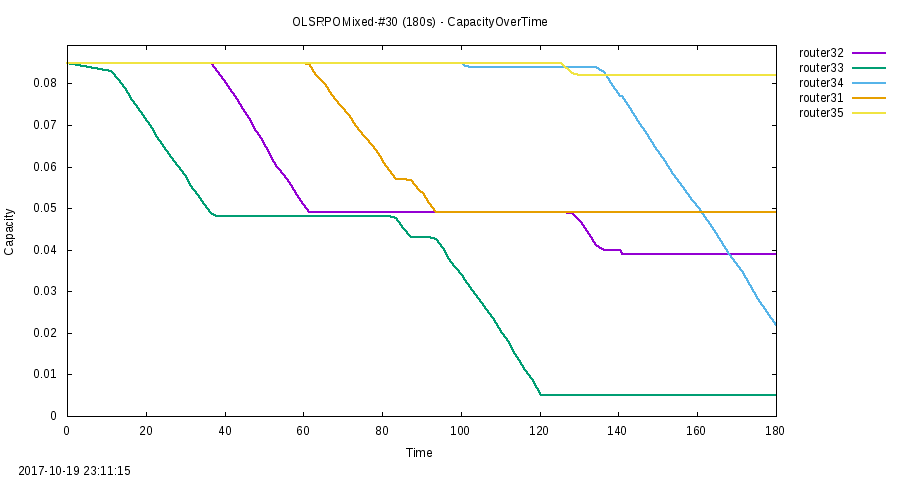 OLSRPOMixed-#30 (180s) - CapacityOverTime
router32
router33
router34
router31
router35
0.08
0.07
0.06
0.05
0.04
0.03
0.02
0.01
0
Capacity
0 20 40 60 80 100 120 140 160 180
Time
2017-10-19 23:11:15